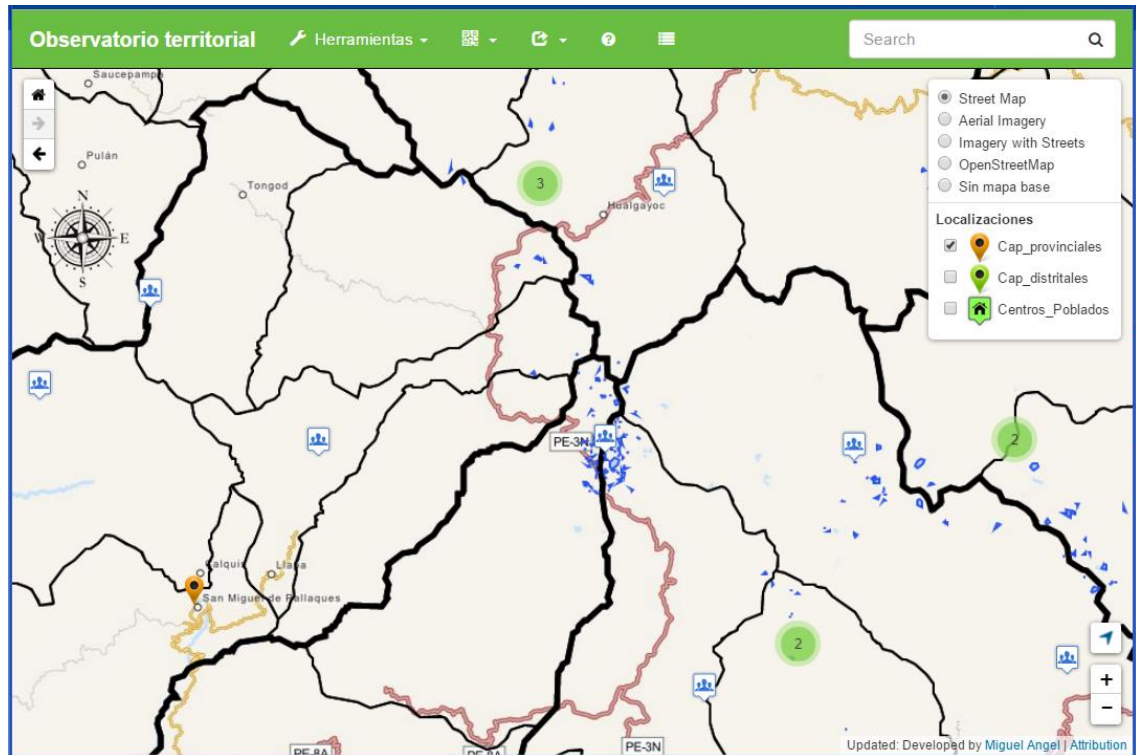 Observatorio territorial
Herramientas
Search
Saucepampa
Pulán
Tongod
N
W
E
S
3
Hualgayoc
Street Map
Aerial Imagery
Imagery with Streets
OpenStreetMap
Sin mapa base
Localizaciones
Cap_provinciales
Cap_distritales
Centros_Poblados
PE-3N
2
Calquis
Llapa
San Miguel de Pallaques
2
+
−
PE-8A
PE-8A
PE-3N
Updated: Developed by Miguel Angel | Attribution